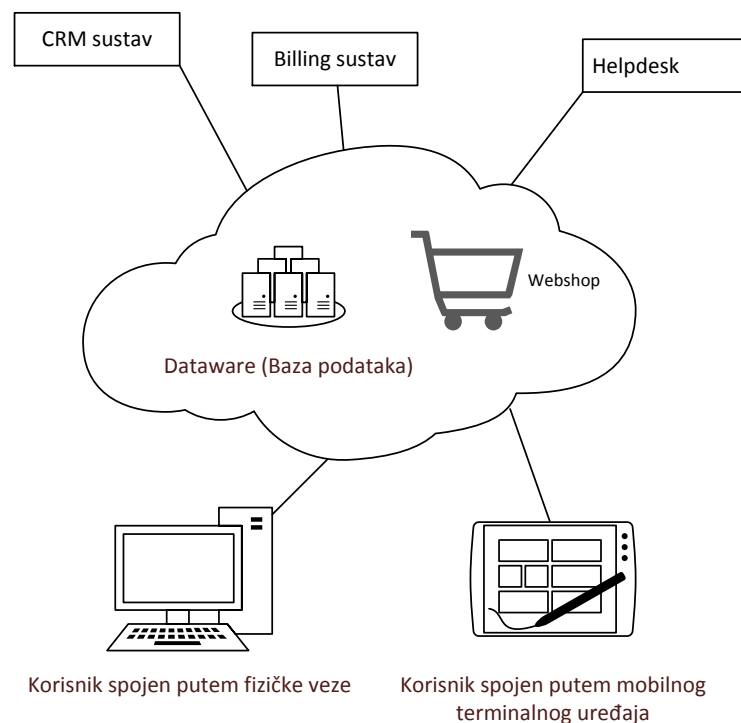 CRM sustav
Billing sustav
Helpdesk
Webshop
Dataware (Baza podataka)
Korisnik spojen putem fizičke veze
Korisnik spojen putem mobilnog
terminalnog uređaja